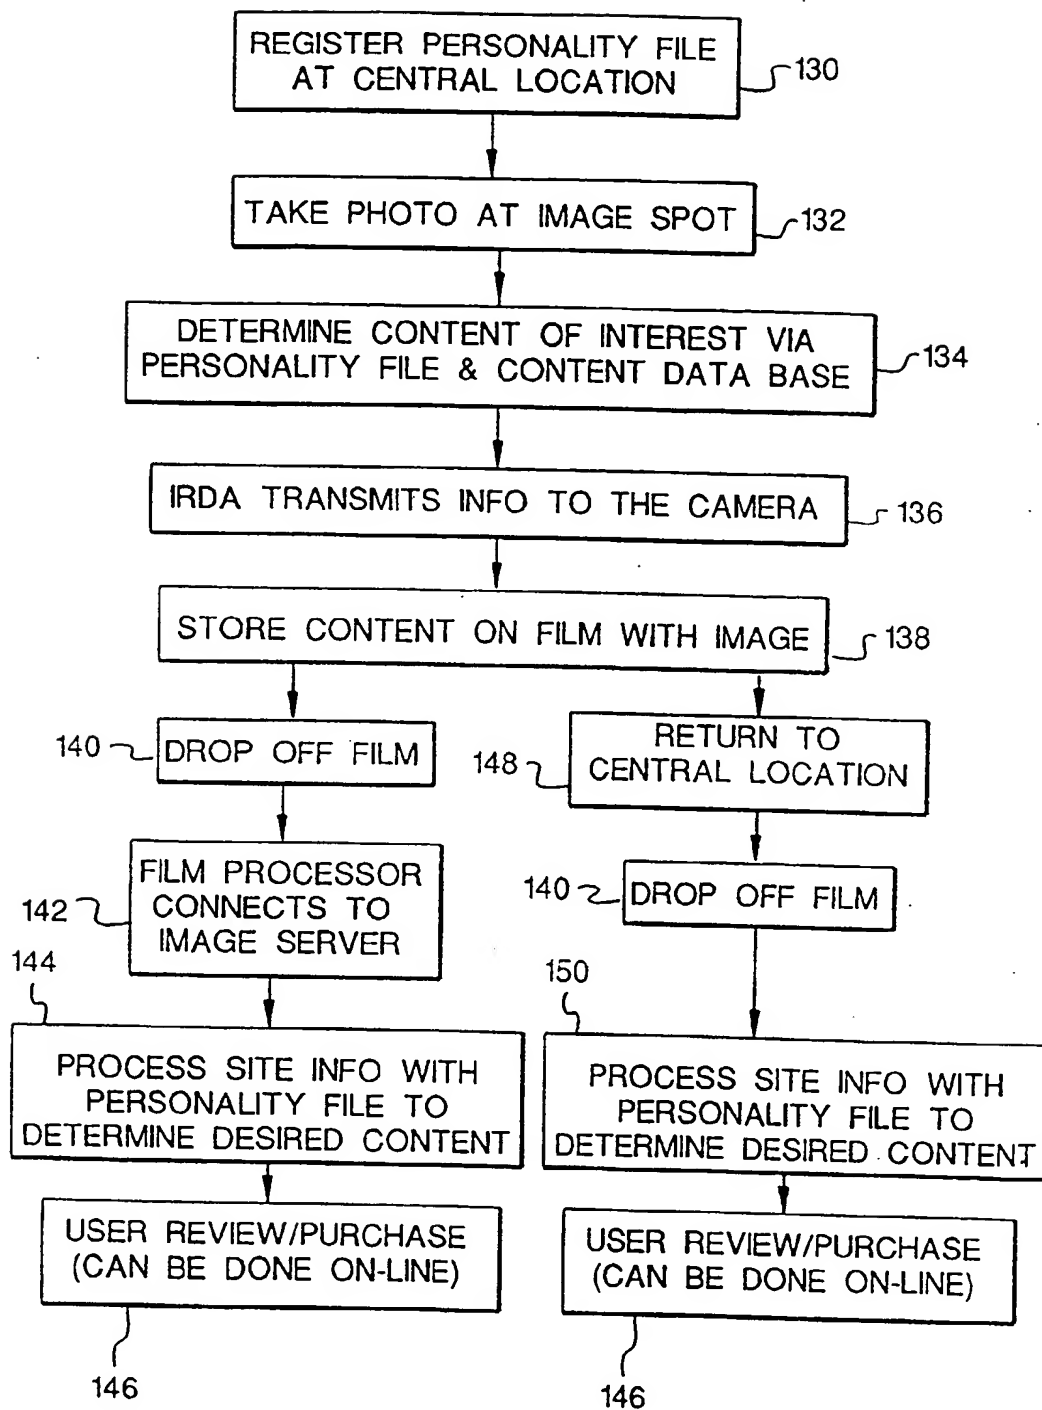 REGISTER PERSONALITY FILE
AT CENTRAL LOCATION
130
TAKE PHOTO AT IMAGE SPOT
132
DETERMINE CONTENT OF INTEREST VIA
PERSONALITY FILE & CONTENT DATA BASE
134
IRDA TRANSMITS INFO TO THE CAMERA
136
STORE CONTENT ON FILM WITH IMAGE
138
140
DROP OFF FILM
142
FILM PROCESSOR
CONNECTS TO
IMAGE SERVER
144
PROCESS SITE INFO WITH
PERSONALITY FILE TO
DETERMINE DESIRED CONTENT
USER REVIEW/PURCHASE
(CAN BE DONE ON-LINE)
146
RETURN TO
CENTRAL LOCATION
148
140
DROP OFF FILM
150
PROCESS SITE INFO WITH
PERSONALITY FILE TO
DETERMINE DESIRED CONTENT
USER REVIEW/PURCHASE
(CAN BE DONE ON-LINE)
146